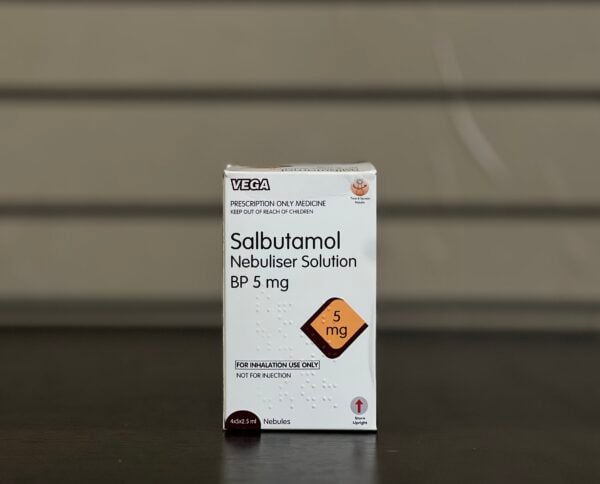 VEGA
PRESCRIPTION ONLY MEDICINE
KEEP OUT OF REACH OF CHILDREN
Salbutamol
Nebuliser Solution
BP 5 mg
5
mg
FOR INHALATION USE ONLY
NOT FOR INJECTION
4x5x2.5 ml
Nebules
Store
Upright